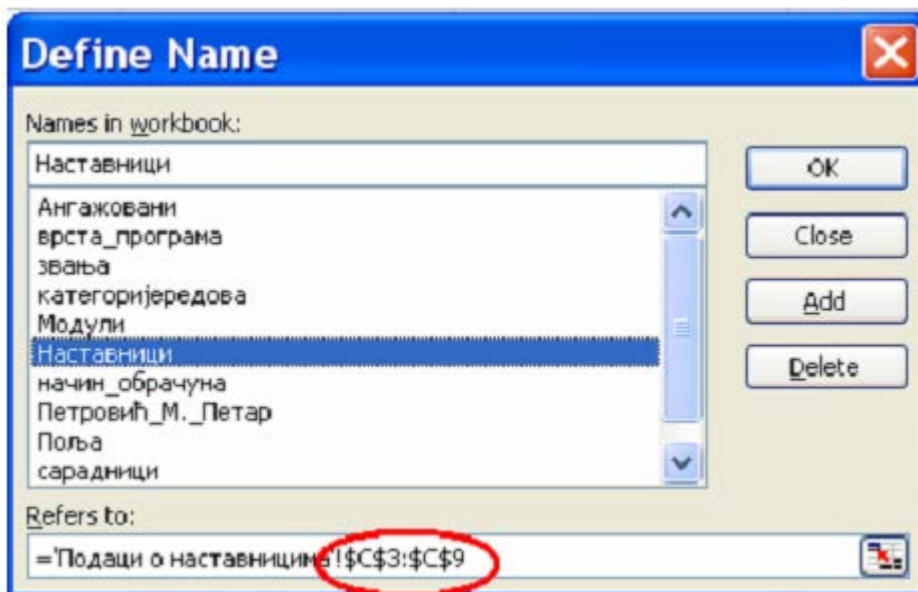 Define Name
Names in workbook:
Наставници
Ангажовани
врста_програма
звања
категоријередова
Модули
Наставници
начин_обрачуна
Петровић_М._Петар
Поља
сарадници
OK
Close
Add
Delete
Refers to:
='Подаци о наставницима'!$C$3:$C$9